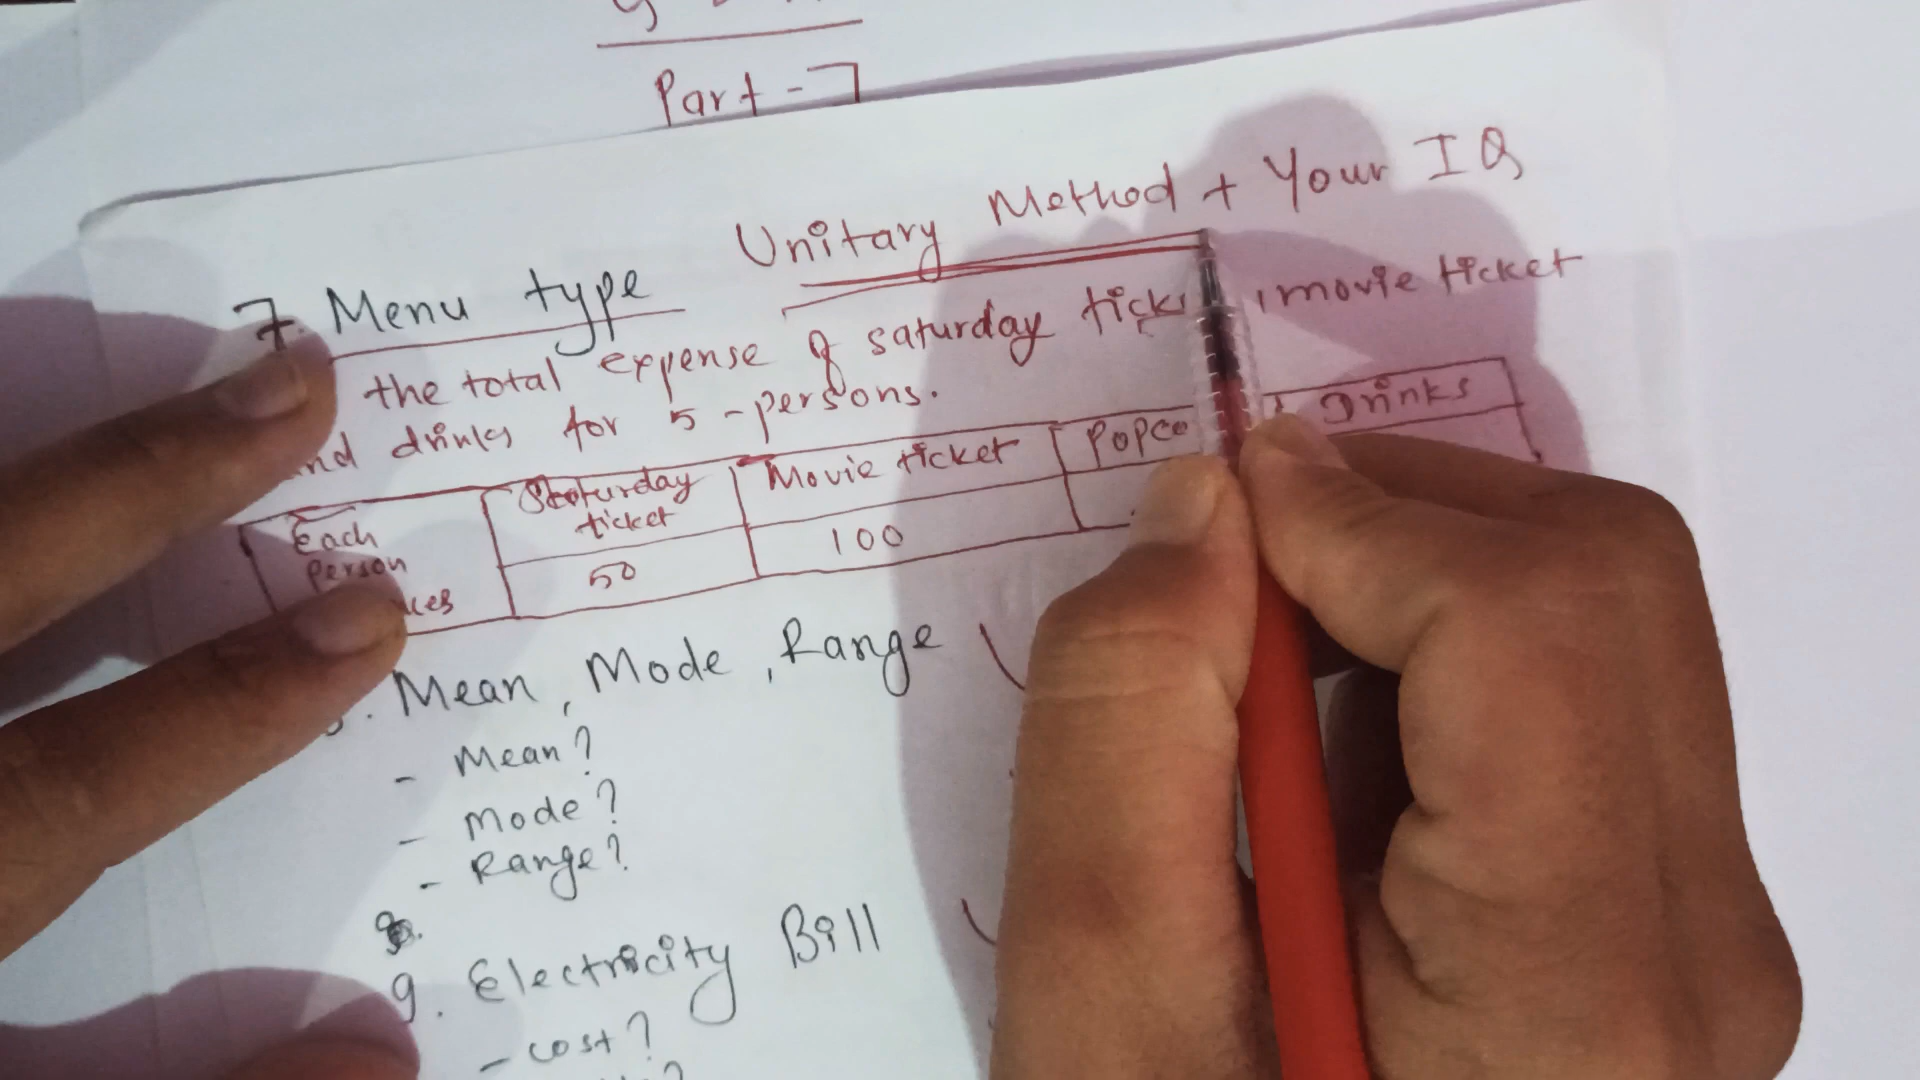 Part-7
7. Menu type Unitary Method + Your IQ
the total expense of saturday , movie ticket
drinks for 5-persons.
Each Person
Saturday ticket
Movie ticket
Drinks
50
100
Mean, Mode, Range
- Mean?
- Mode?
- Range?
9. Electricity Bill
- cost?